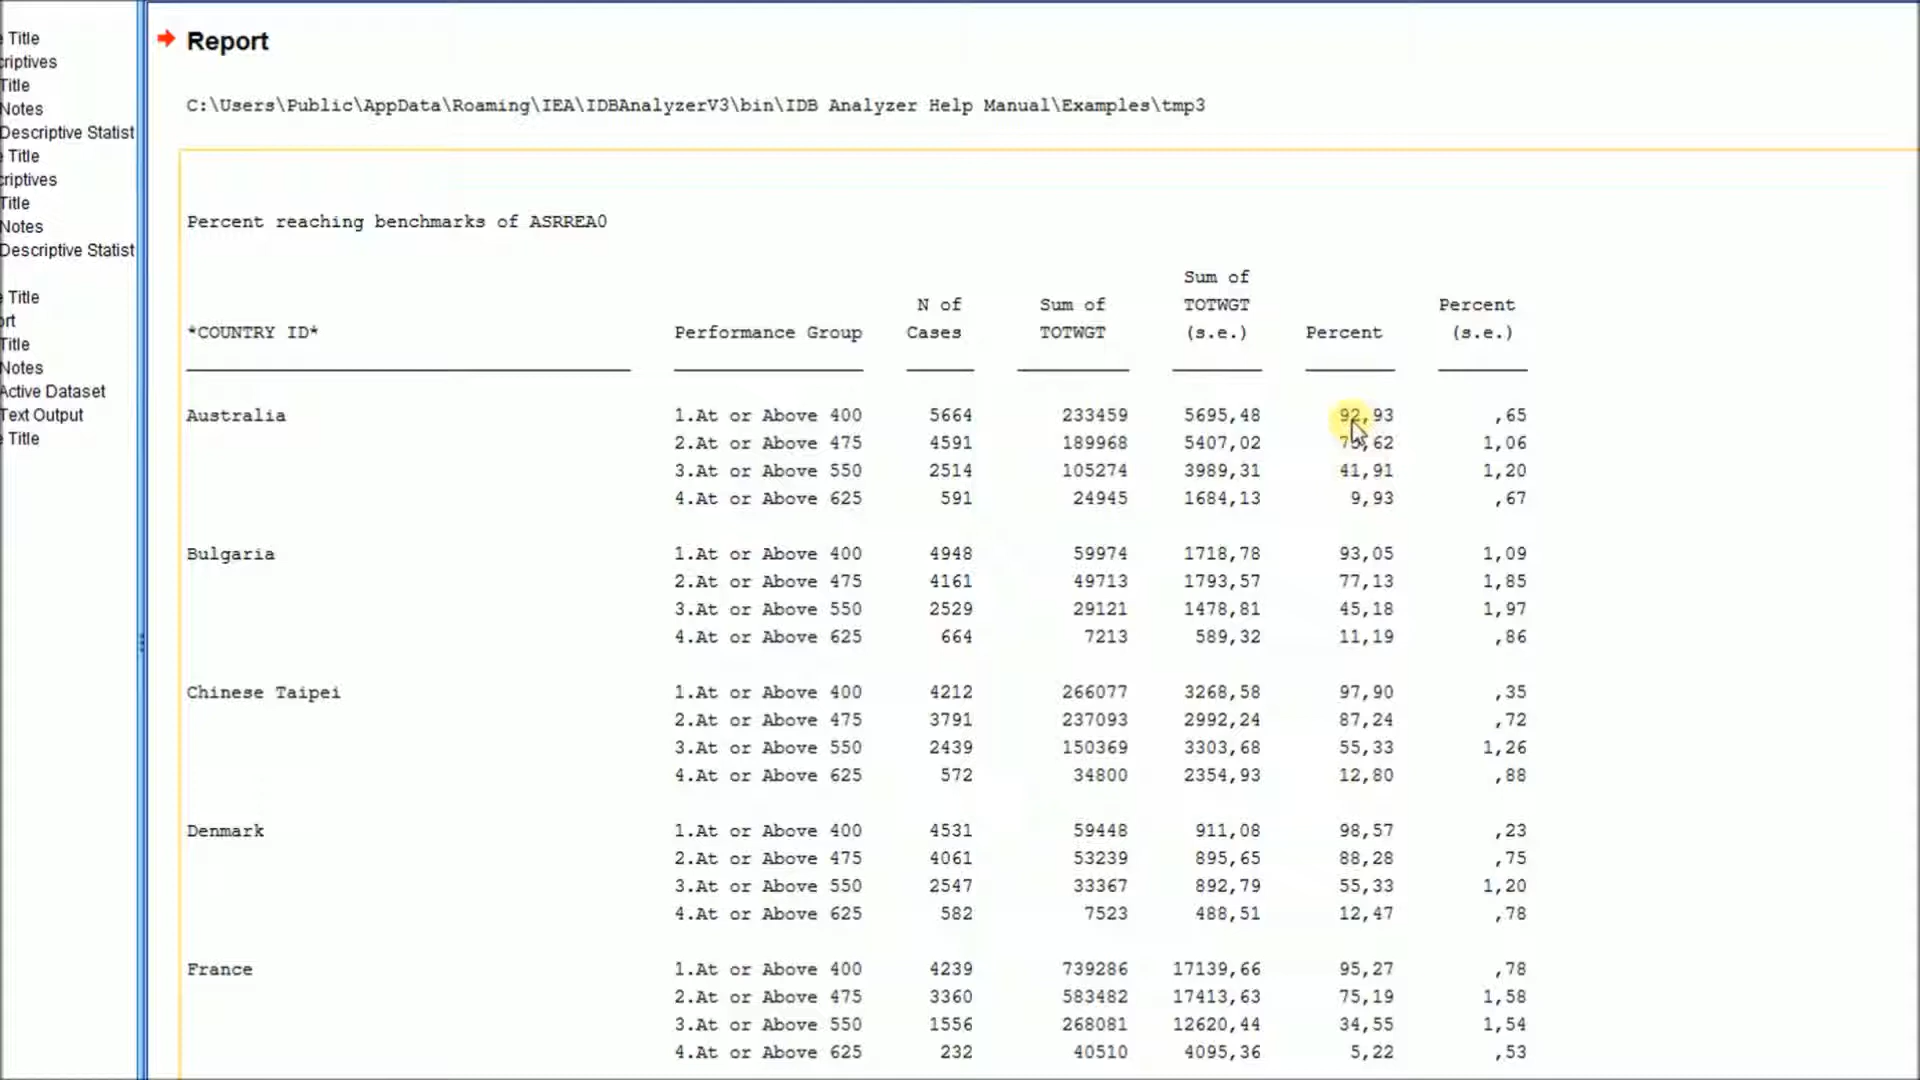 Title
criptives
Title
Notes
Descriptive Statist
Title
criptives
Title
Notes
Descriptive Statist
Title
ort
Title
Notes
Active Dataset
Text Output
Title
Report
C:\Users\Public\AppData\Roaming\IEA\IDBAnalyzerV3\bin\IDB Analyzer Help Manual\Examples\tmp3
Percent reaching benchmarks of ASRREA0
Sum of
N of Sum of TOTWGT Percent
*COUNTRY ID* Performance Group Cases TOTWGT (s.e.) Percent (s.e.)
Australia 1.At or Above 400 5664 233459 5695,48 92,93 ,65
2.At or Above 475 4591 189968 5407,02 75,62 1,06
3.At or Above 550 2514 105274 3989,31 41,91 1,20
4.At or Above 625 591 24945 1684,13 9,93 ,67
Bulgaria 1.At or Above 400 4948 59974 1718,78 93,05 1,09
2.At or Above 475 4161 49713 1793,57 77,13 1,85
3.At or Above 550 2529 29121 1478,81 45,18 1,97
4.At or Above 625 664 7213 589,32 11,19 ,86
Chinese Taipei 1.At or Above 400 4212 266077 3268,58 97,90 ,35
2.At or Above 475 3791 237093 2992,24 87,24 ,72
3.At or Above 550 2439 150369 3303,68 55,33 1,26
4.At or Above 625 572 34800 2354,93 12,80 ,88
Denmark 1.At or Above 400 4531 59448 911,08 98,57 ,23
2.At or Above 475 4061 53239 895,65 88,28 ,75
3.At or Above 550 2547 33367 892,79 55,33 1,20
4.At or Above 625 582 7523 488,51 12,47 ,78
France 1.At or Above 400 4239 739286 17139,66 95,27 ,78
2.At or Above 475 3360 583482 17413,63 75,19 1,58
3.At or Above 550 1556 268081 12620,44 34,55 1,54
4.At or Above 625 232 40510 4095,36 5,22 ,53